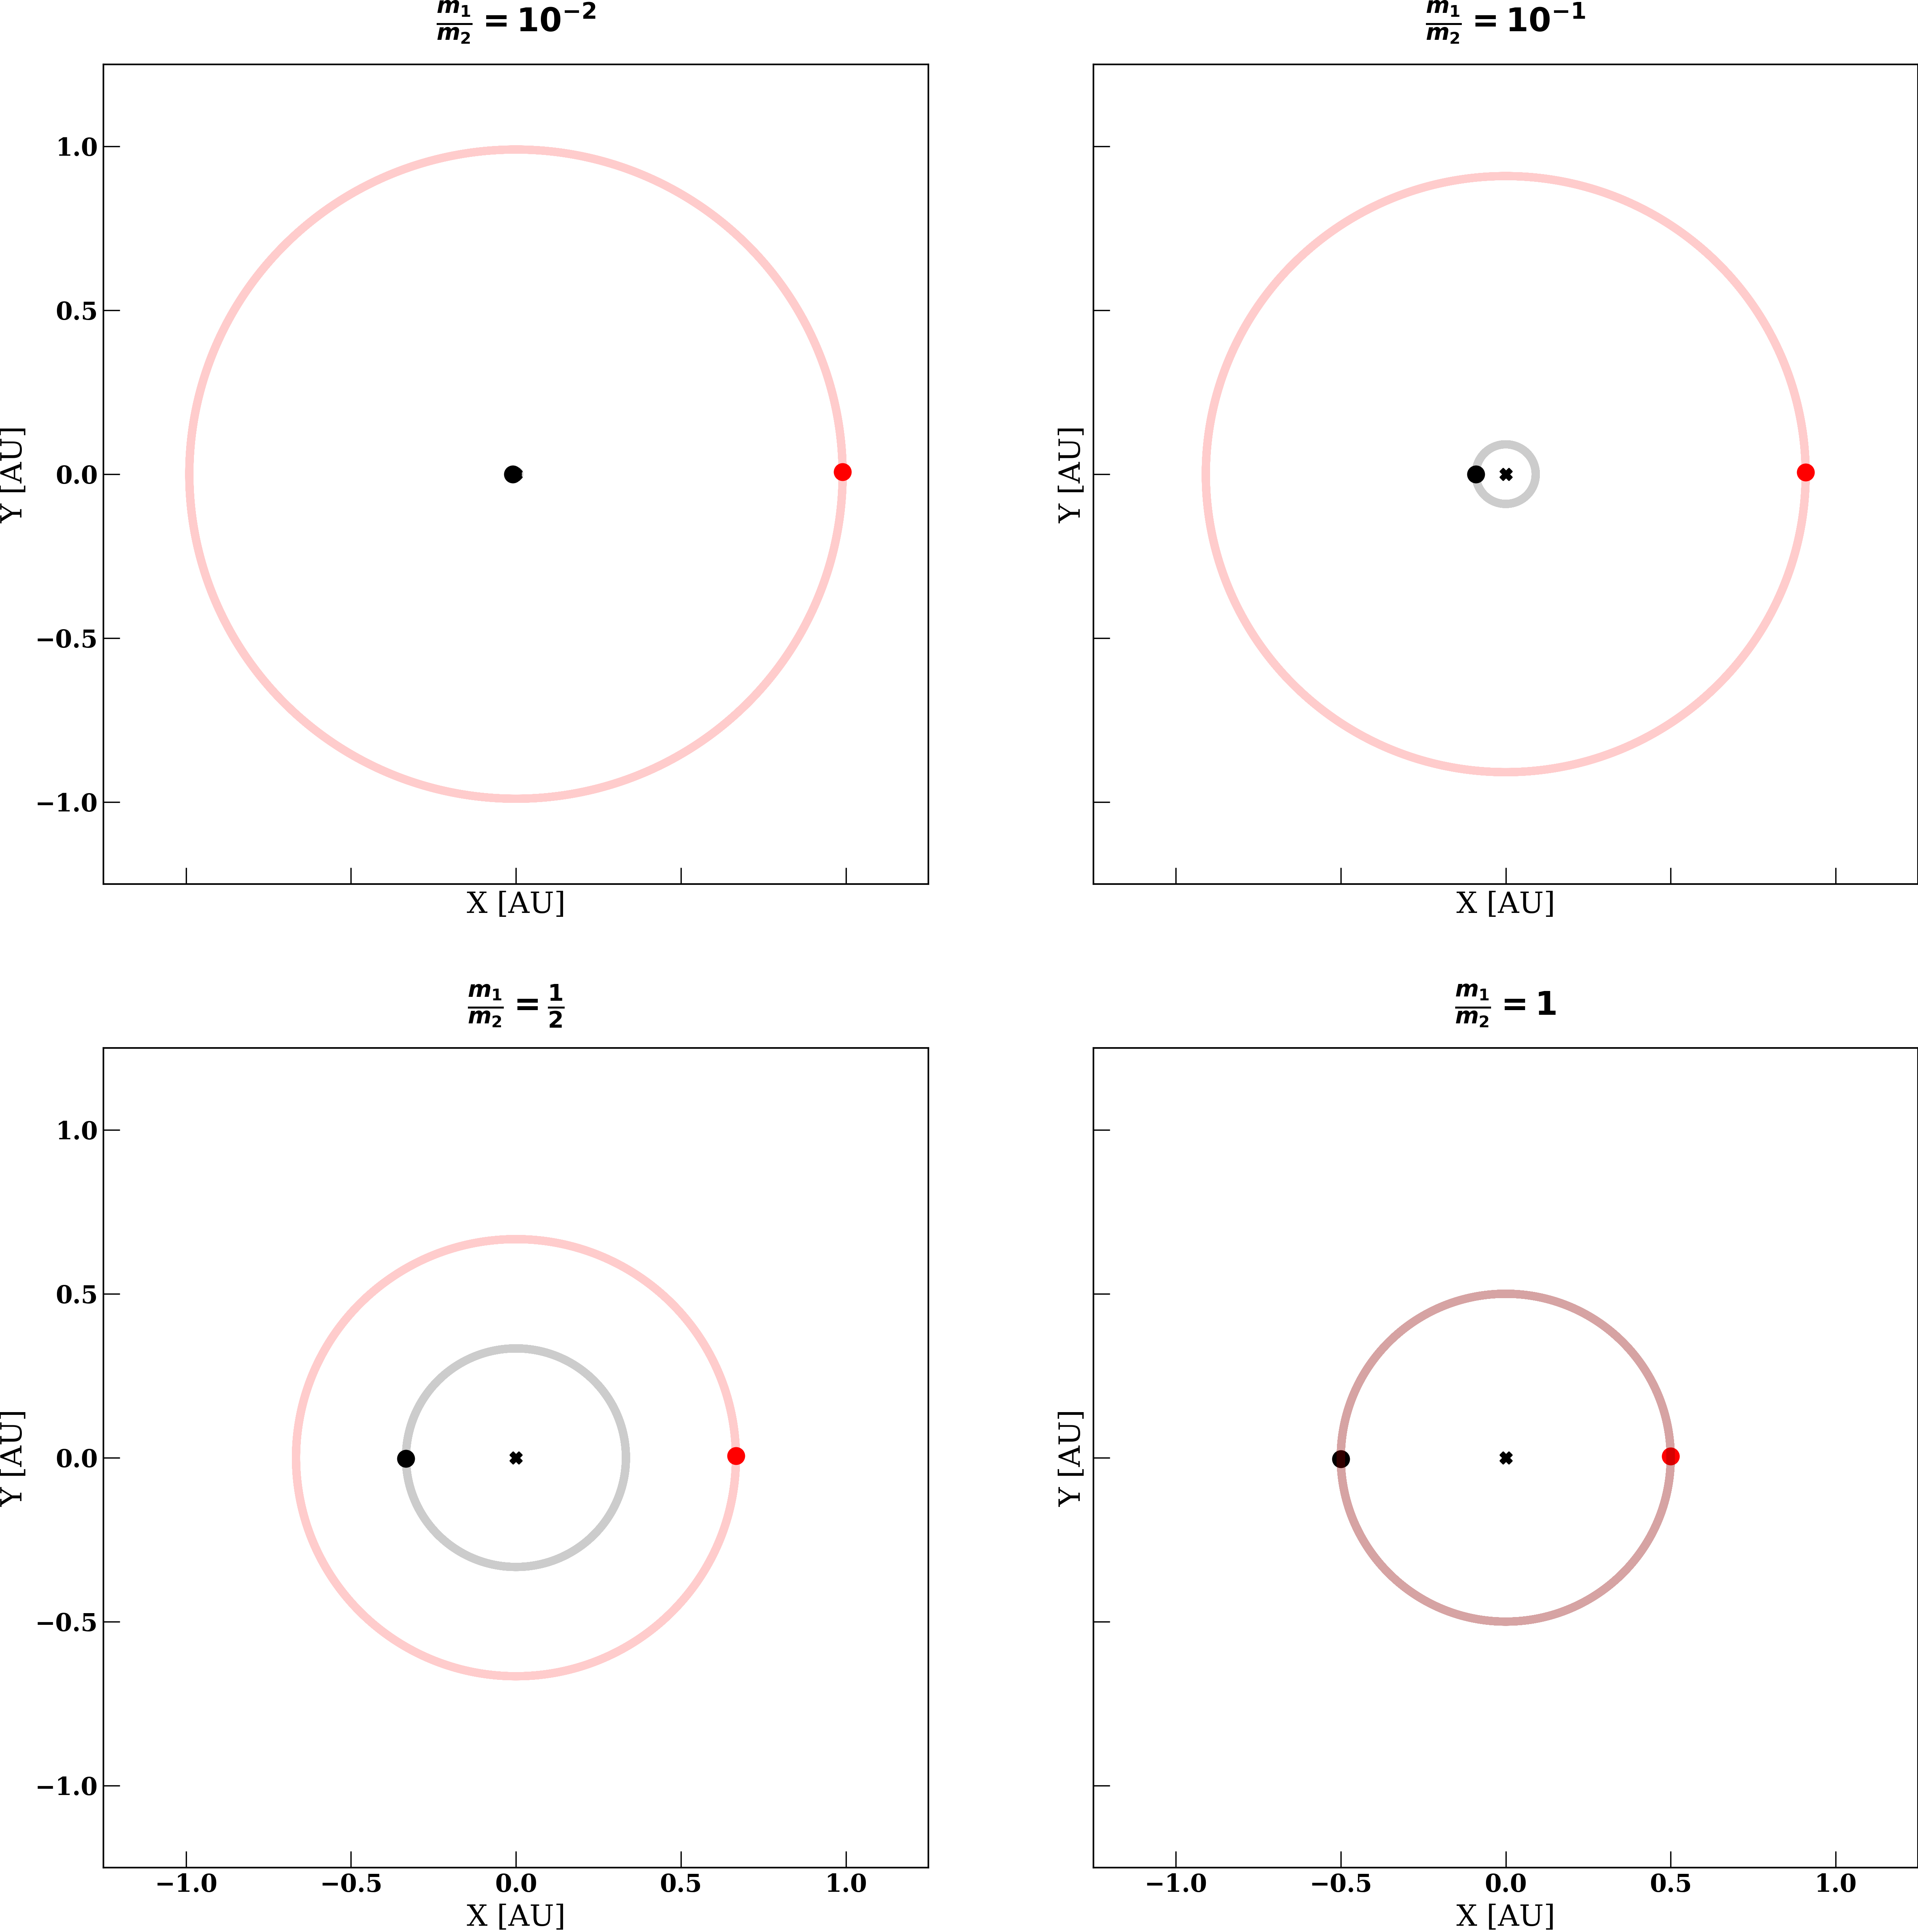 m₁/m₂ = 10⁻²
m₁/m₂ = 10⁻¹
1.0
0.5
0.0
−0.5
−1.0
Y [AU]
X [AU]
Y [AU]
X [AU]
m₁/m₂ = 1/2
m₁/m₂ = 1
1.0
0.5
0.0
−0.5
−1.0
Y [AU]
−1.0 −0.5 0.0 0.5 1.0
X [AU]
Y [AU]
−1.0 −0.5 0.0 0.5 1.0
X [AU]